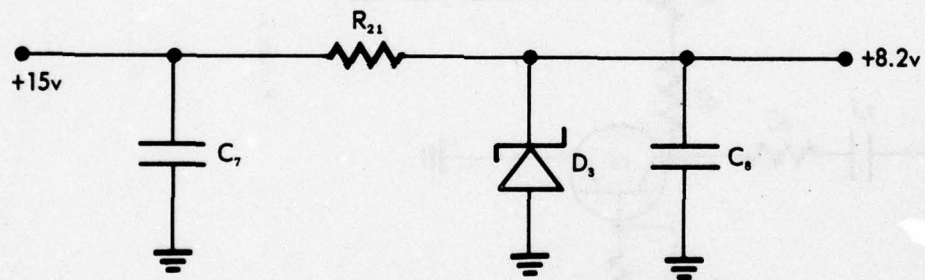 R₂₁
+15v
+8.2v
C₇
D₃
C₈